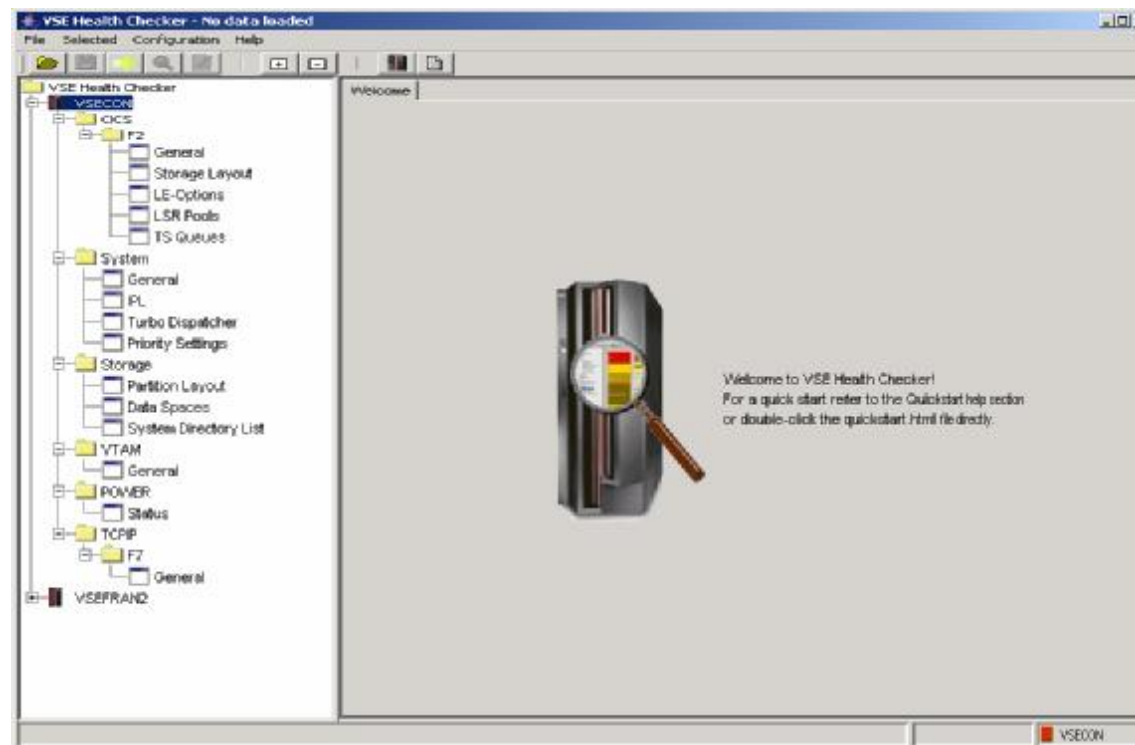 VSE Health Checker - No data loaded
File Selected Configuration Help
VSE Health Checker
VSECON
CICS
F2
General
Storage Layout
LE-Options
LSR Pools
TS Queues
System
General
IPL
Turbo Dispatcher
Priority Settings
Storage
Partition Layout
Data Spaces
System Directory List
VTAM
General
POWER
Status
TCPIP
F7
General
VSEFRAN2
Welcome
Welcome to VSE Health Checker!
For a quick start refer to the Quickstart help section
or double-click the quickstart.html file directly.
VSECON